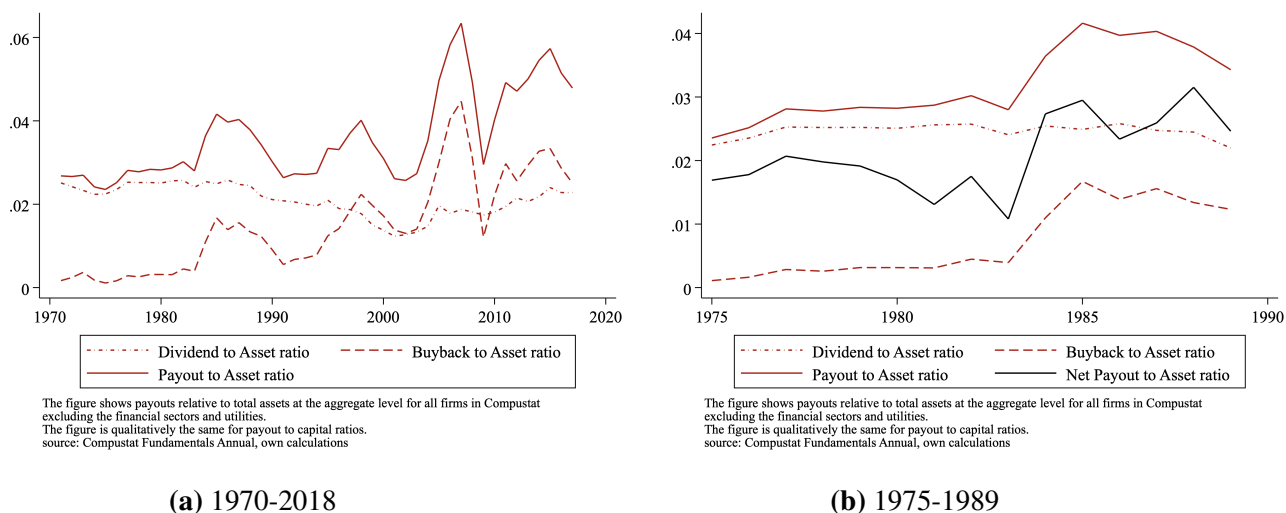 .06
.04
.02
0
1970 1980 1990 2000 2010 2020
Dividend to Asset ratio Buyback to Asset ratio
Payout to Asset ratio
The figure shows payouts relative to total assets at the aggregate level for all firms in Compustat
excluding the financial sectors and utilities.
The figure is qualitatively the same for payout to capital ratios.
source: Compustat Fundamentals Annual, own calculations
(a) 1970-2018
.04
.03
.02
.01
0
1975 1980 1985 1990
Dividend to Asset ratio Buyback to Asset ratio
Payout to Asset ratio Net Payout to Asset ratio
The figure shows payouts relative to total assets at the aggregate level for all firms in Compustat
excluding the financial sectors and utilities.
The figure is qualitatively the same for payout to capital ratios.
source: Compustat Fundamentals Annual, own calculations
(b) 1975-1989